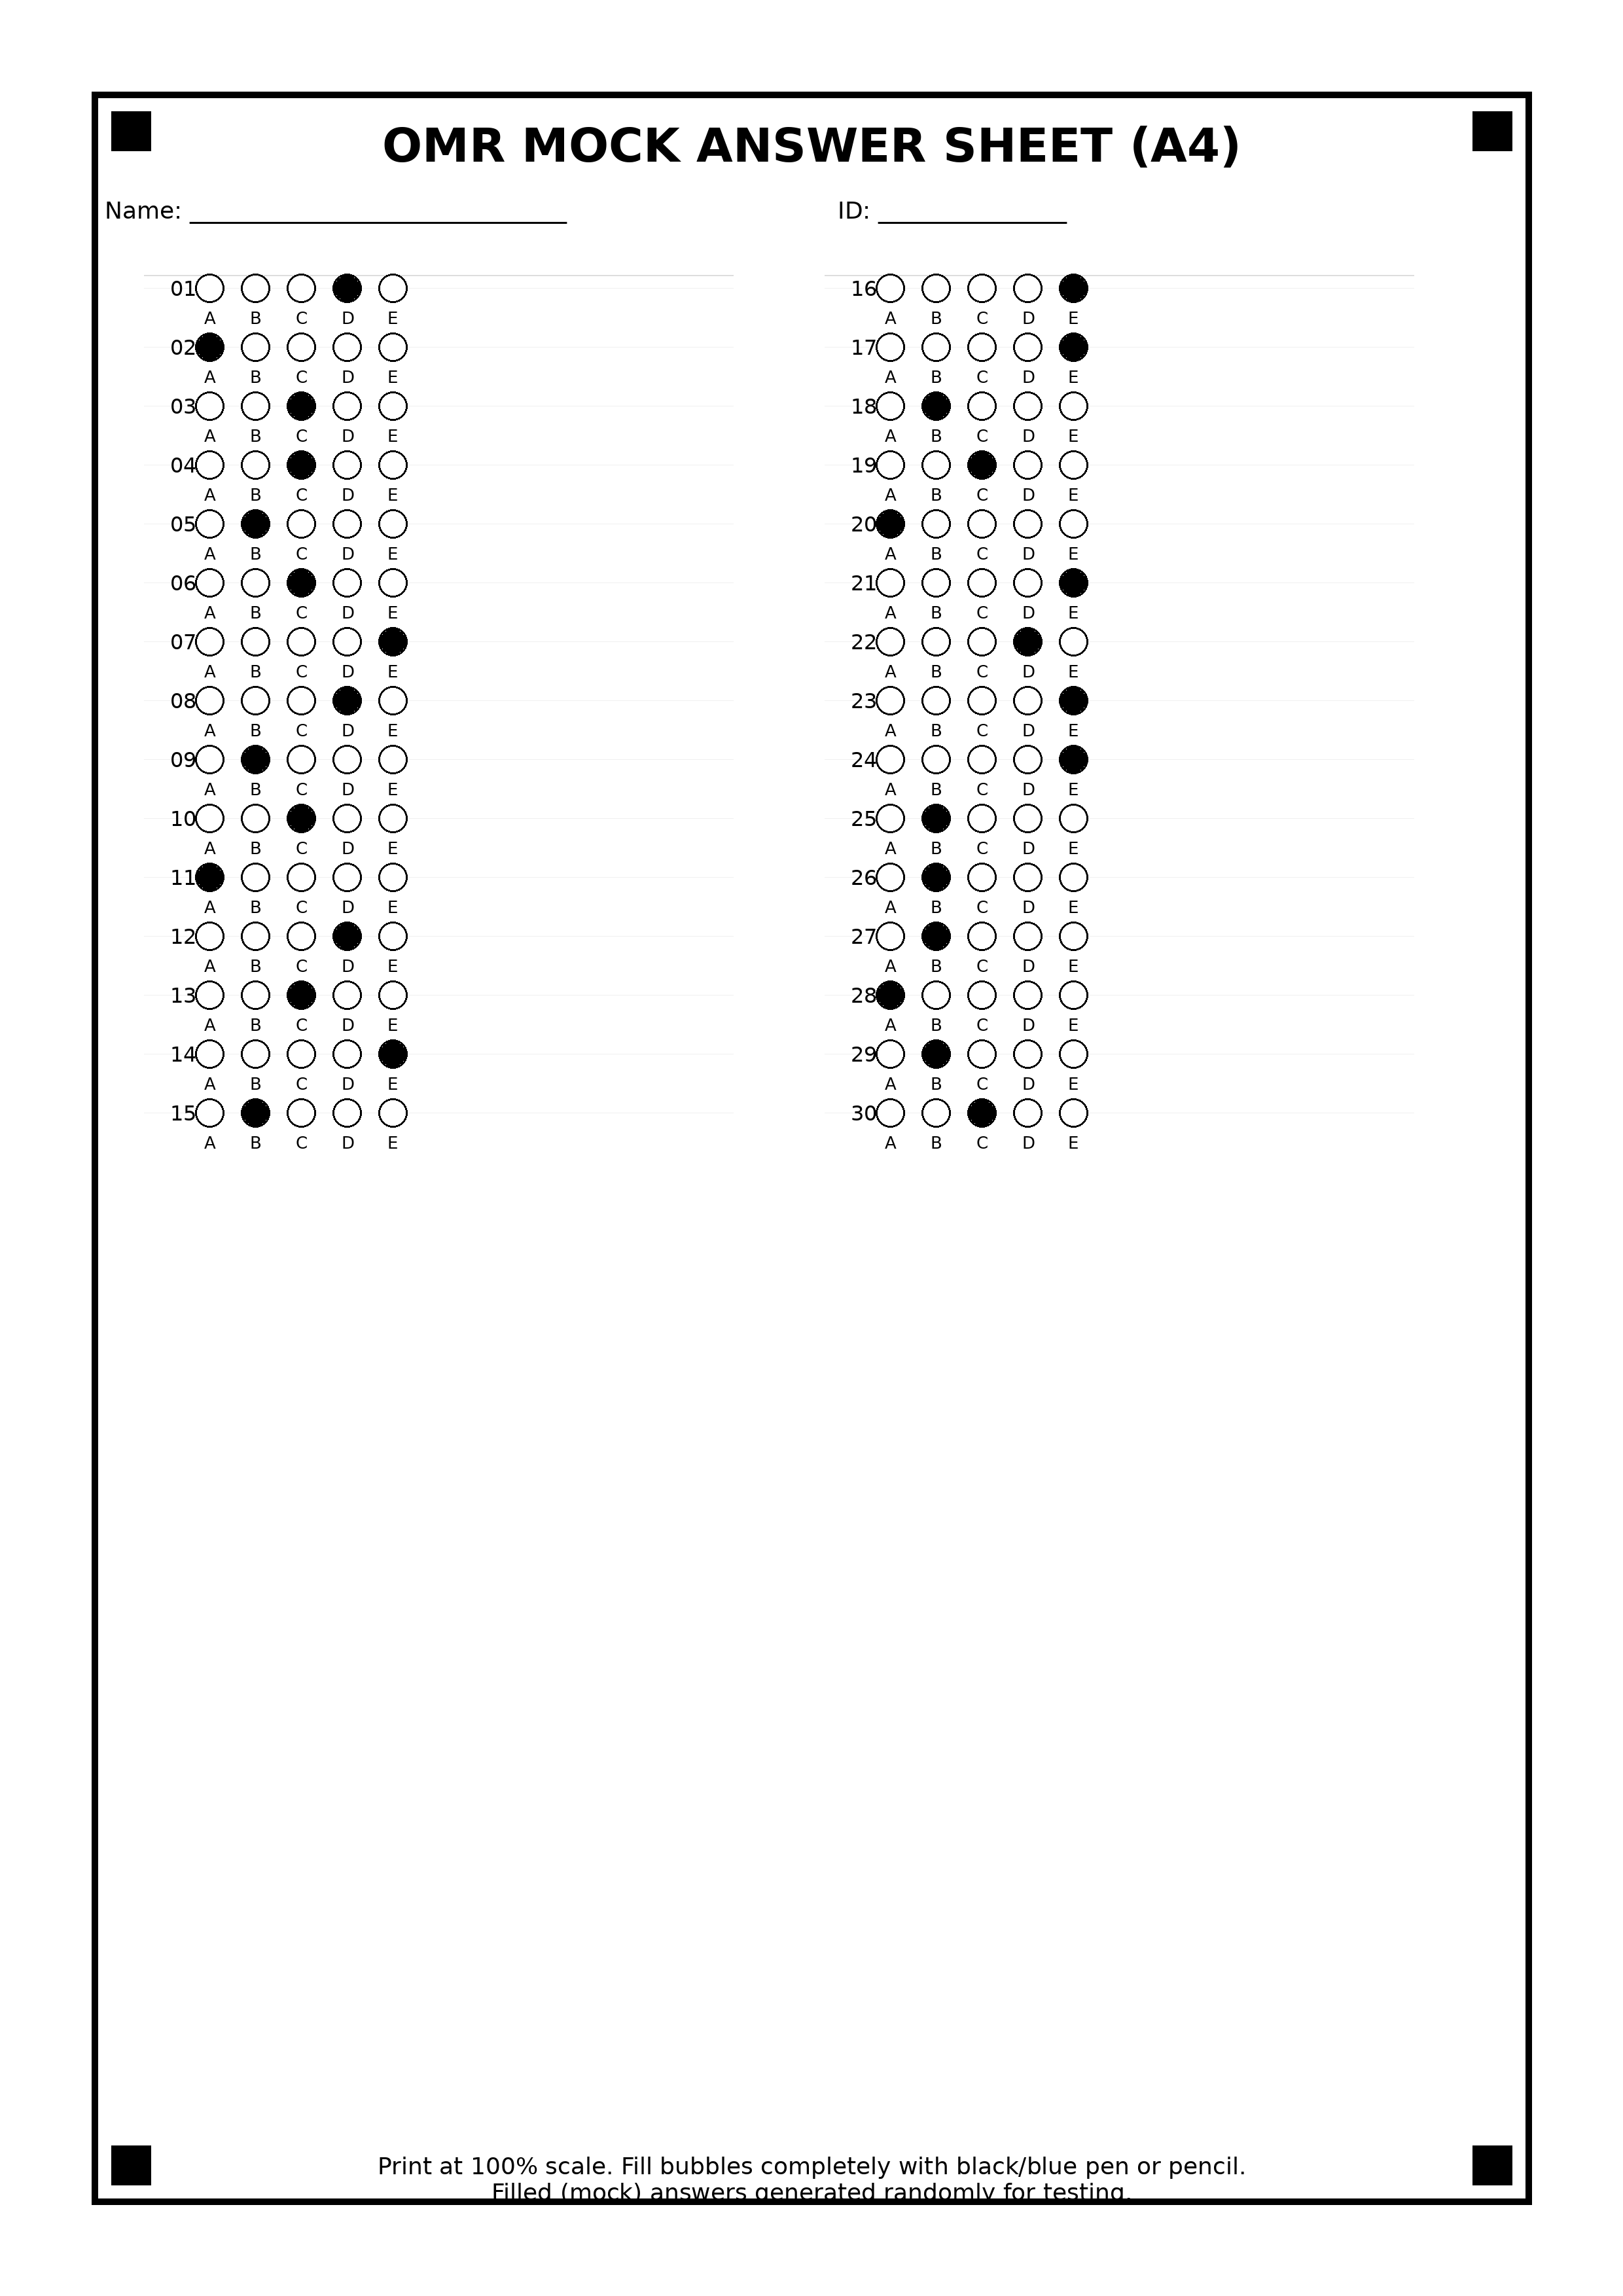 OMR MOCK ANSWER SHEET (A4)
Name: ______________________________
ID: _______________
01
A B C D E
02
A B C D E
03
A B C D E
04
A B C D E
05
A B C D E
06
A B C D E
07
A B C D E
08
A B C D E
09
A B C D E
10
A B C D E
11
A B C D E
12
A B C D E
13
A B C D E
14
A B C D E
15
A B C D E
16
A B C D E
17
A B C D E
18
A B C D E
19
A B C D E
20
A B C D E
21
A B C D E
22
A B C D E
23
A B C D E
24
A B C D E
25
A B C D E
26
A B C D E
27
A B C D E
28
A B C D E
29
A B C D E
30
A B C D E
Print at 100% scale. Fill bubbles completely with black/blue pen or pencil.
Filled (mock) answers generated randomly for testing.